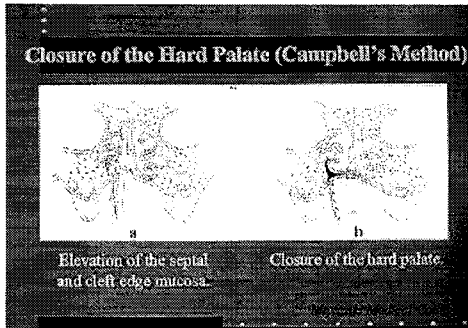 Closure of the Hard Palate (Campbell's Method)
a
b
Elevation of the septal
and cleft edge mucosa.
Closure of the hard palate.